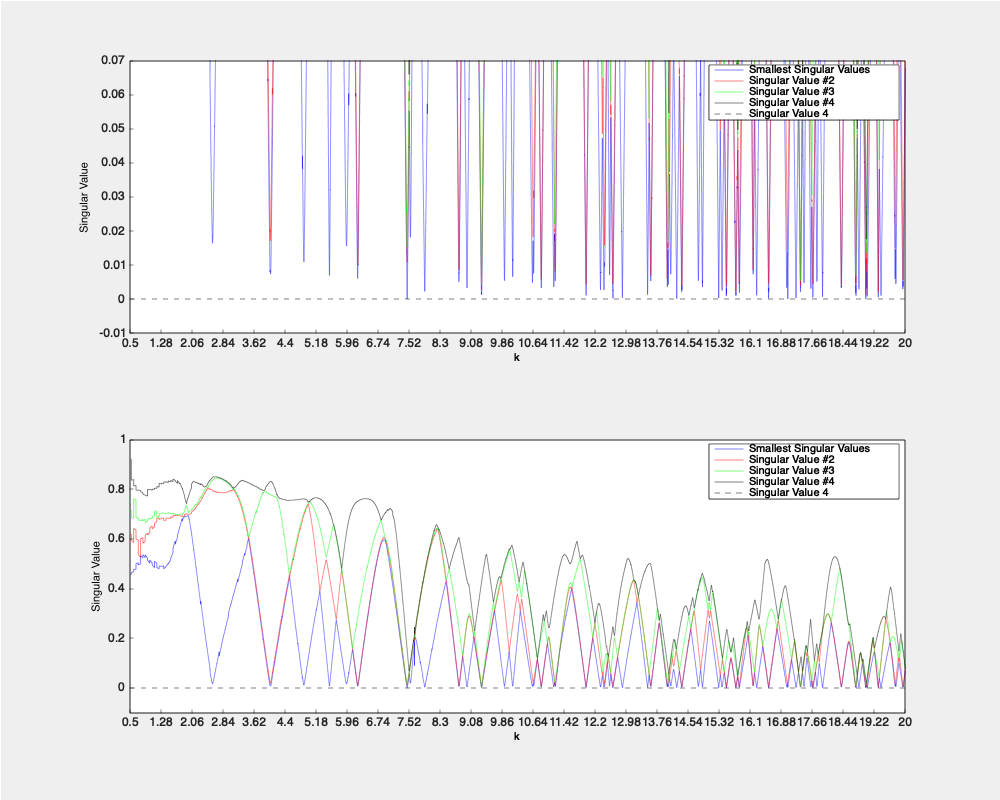 0.07
0.06
0.05
0.04
0.03
0.02
0.01
0
-0.01
Singular Value
Smallest Singular Values
Singular Value #2
Singular Value #3
Singular Value #4
Singular Value 4
0.5 1.28 2.06 2.84 3.62 4.4 5.18 5.96 6.74 7.52 8.3 9.08 9.86 10.64 11.42 12.2 12.98 13.76 14.54 15.32 16.1 16.88 17.66 18.44 19.22 20
k
1
0.8
0.6
0.4
0.2
0
Singular Value
Smallest Singular Values
Singular Value #2
Singular Value #3
Singular Value #4
Singular Value 4
0.5 1.28 2.06 2.84 3.62 4.4 5.18 5.96 6.74 7.52 8.3 9.08 9.86 10.64 11.42 12.2 12.98 13.76 14.54 15.32 16.1 16.88 17.66 18.44 19.22 20
k